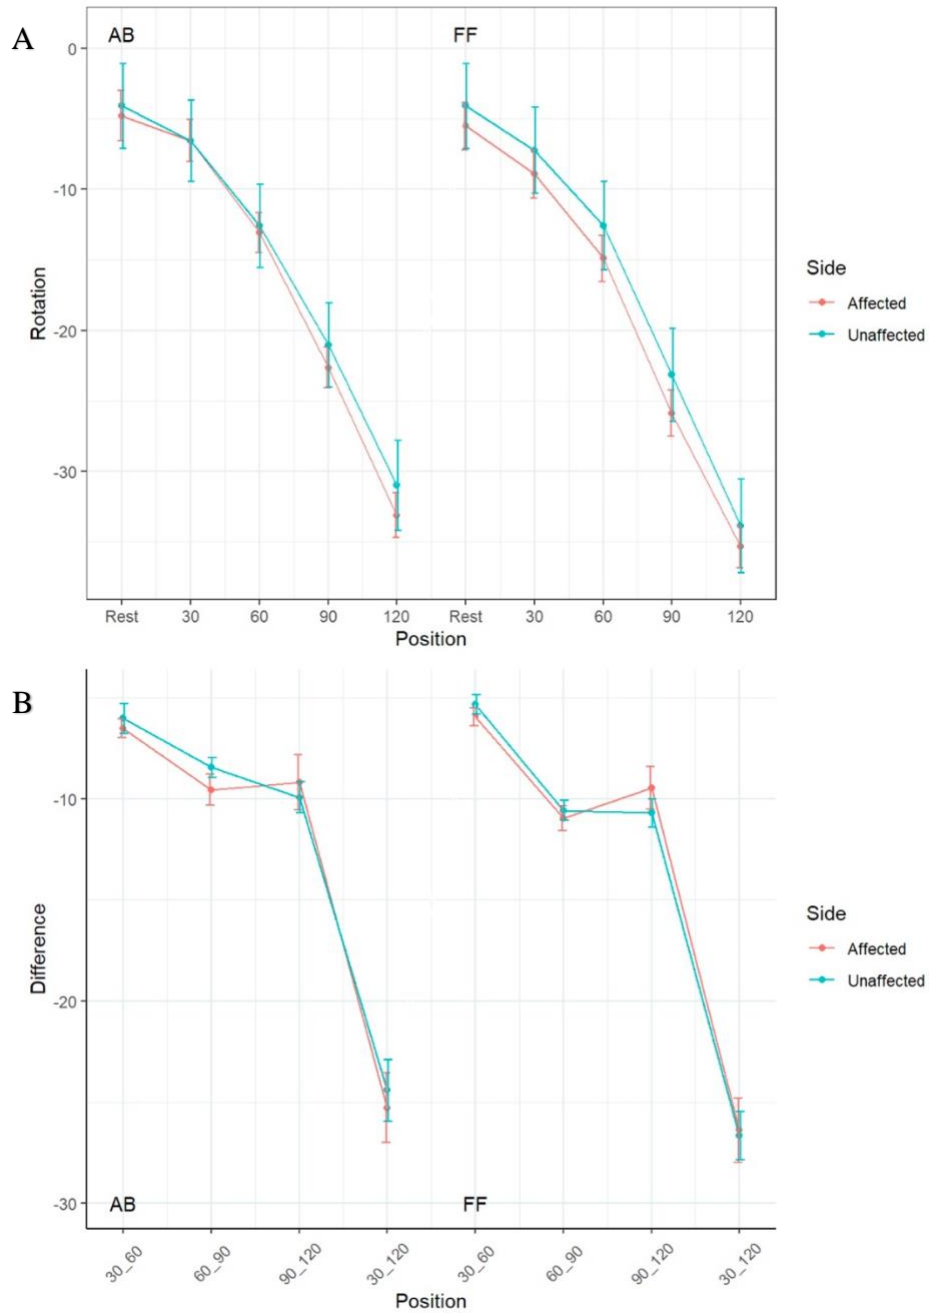 A
AB
FF
0
-10
-20
-30
Rotation
Rest 30 60 90 120 Rest 30 60 90 120
Position
Side
Affected
Unaffected
B
-10
-20
-30
Difference
AB
FF
30_60 60_90 90_120 30_120 30_60 60_90 90_120 30_120
Position
Side
Affected
Unaffected